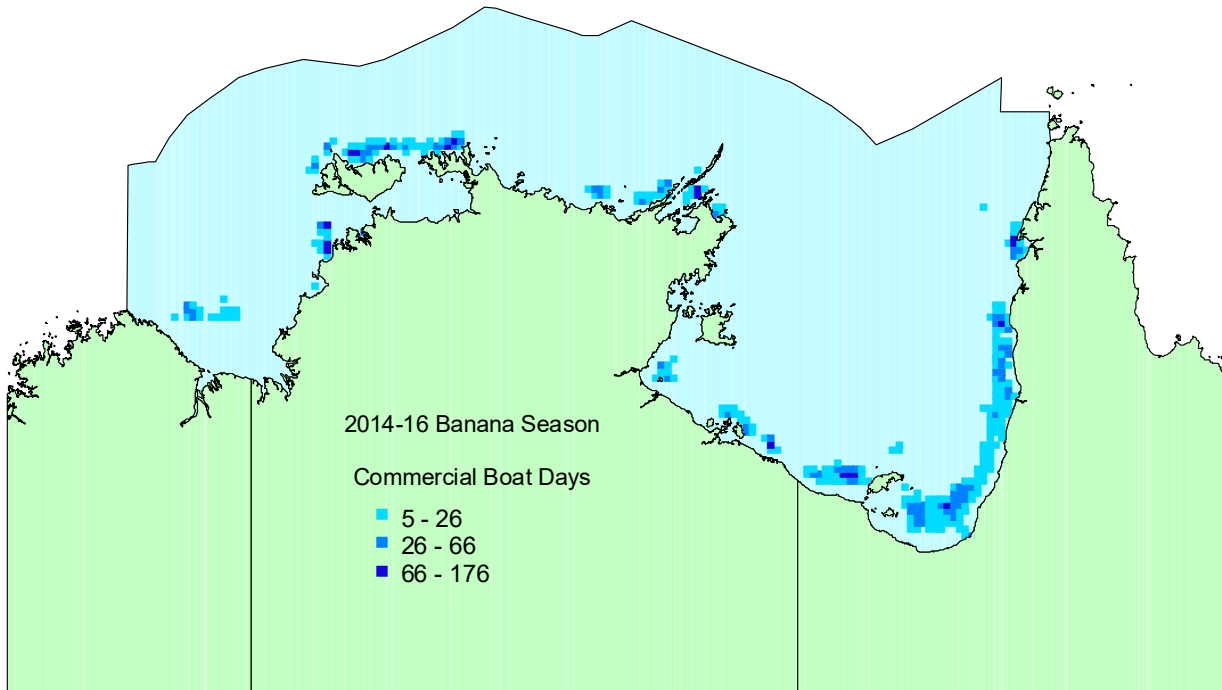 2014-16 Banana Season
Commercial Boat Days
5 - 26
26 - 66
66 - 176